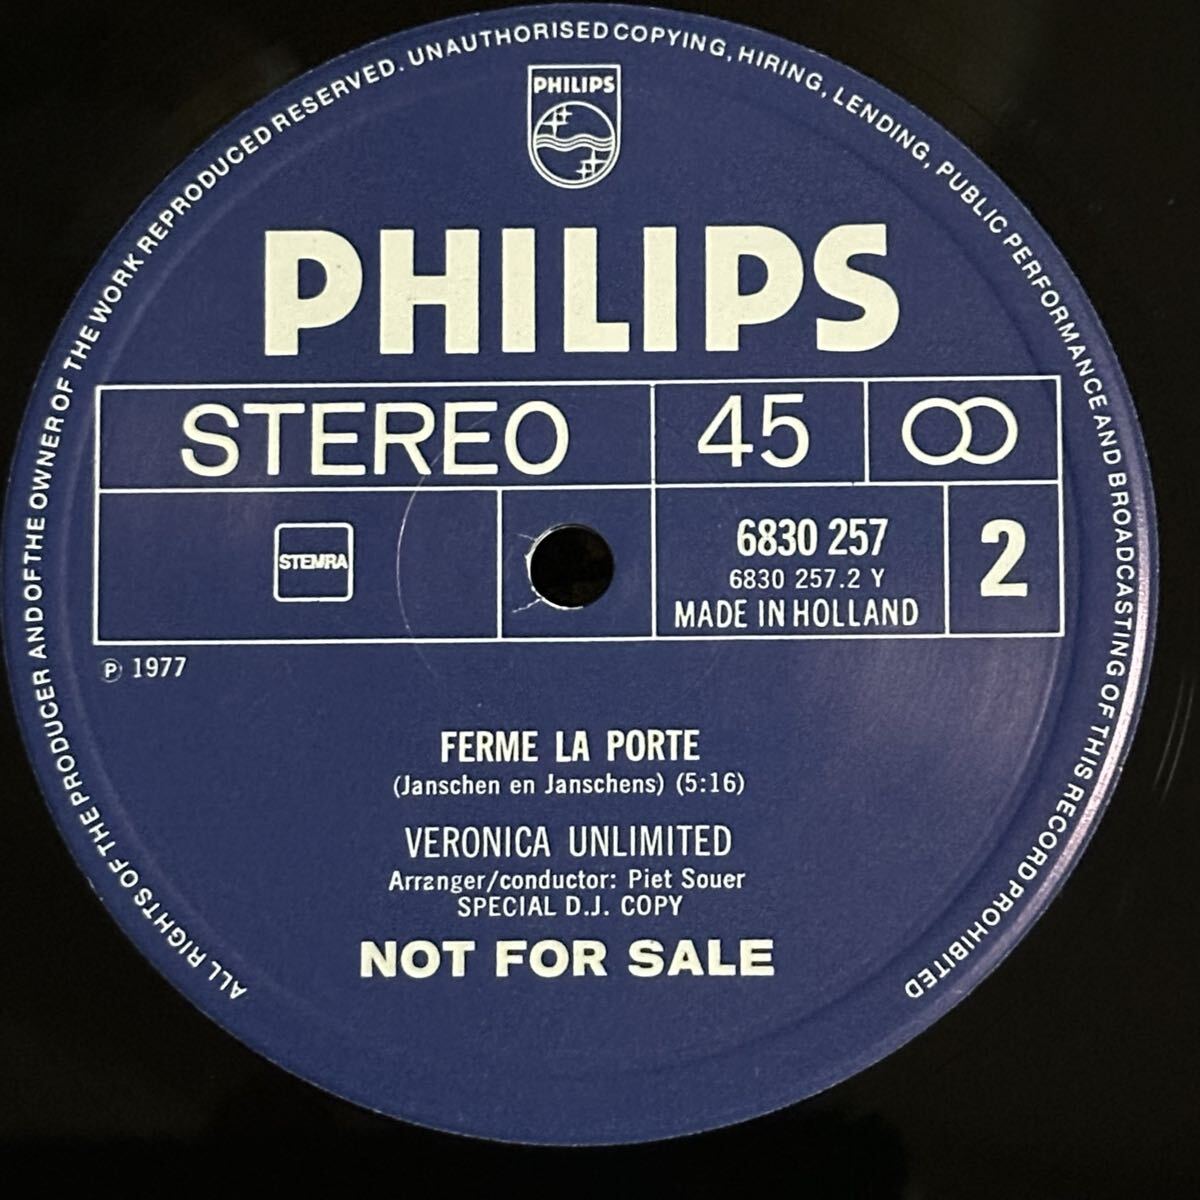 ALL RIGHTS OF THE PRODUCER AND OF THE OWNER OF THE WORK REPRODUCED RESERVED. UNAUTHORISED COPYING, HIRING, LENDING, PUBLIC PERFORMANCE AND BROADCASTING OF THIS RECORD PROHIBITED
PHILIPS
PHILIPS
STEREO 45
STEMRA
6830 257
6830 257.2 Y
MADE IN HOLLAND
2
℗ 1977
FERME LA PORTE
(Janschen en Janschens) (5:16)
VERONICA UNLIMITED
Arranger/conductor: Piet Souer
SPECIAL D.J. COPY
NOT FOR SALE